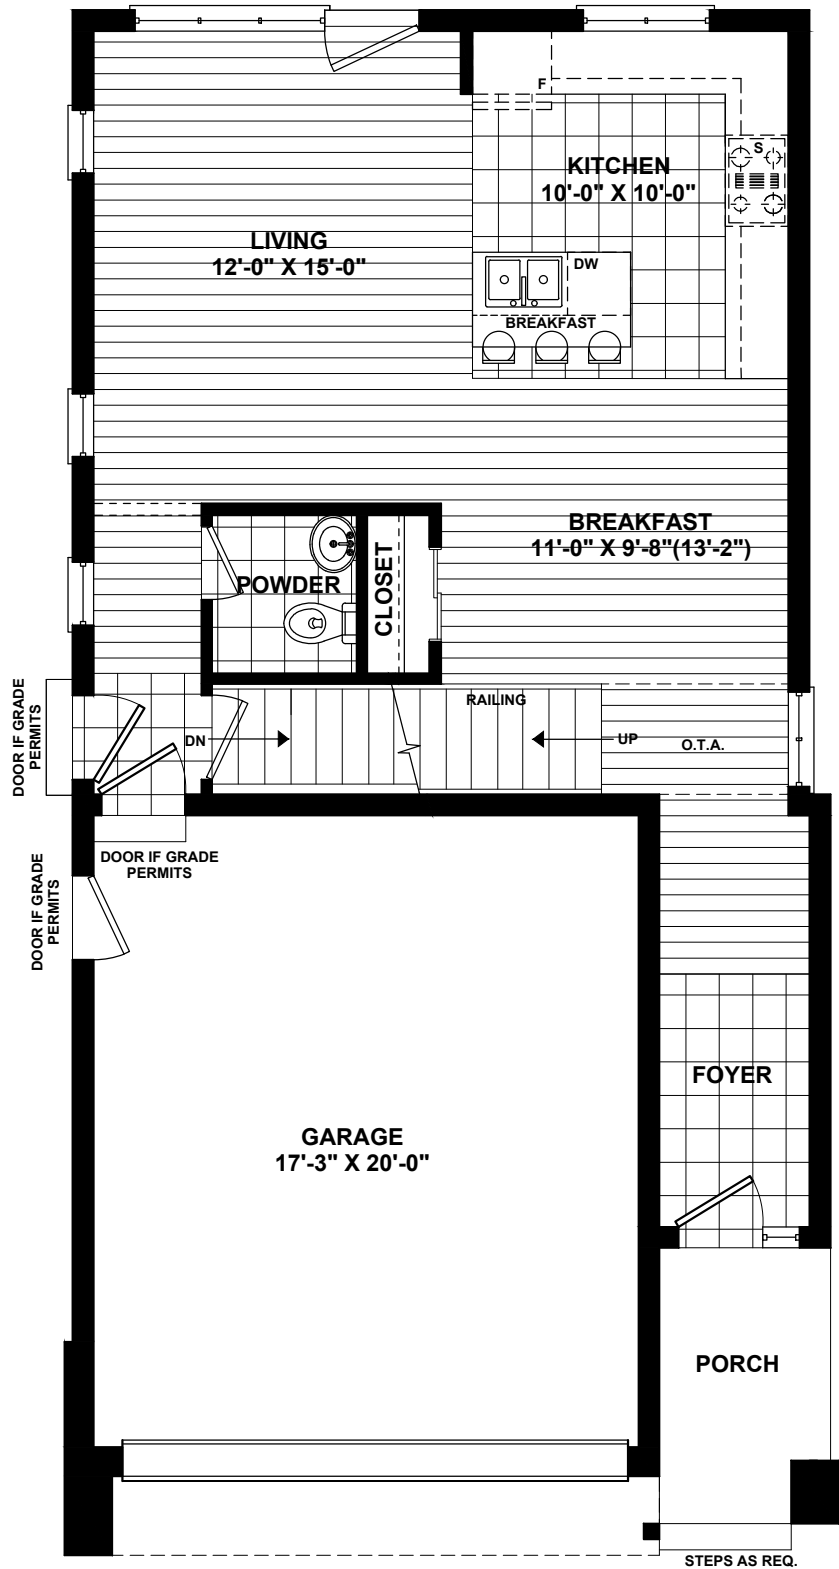 F
KITCHEN
10'-0" X 10'-0"
S
LIVING
12'-0" X 15'-0"
DW
BREAKFAST
BREAKFAST
11'-0" X 9'-8"(13'-2")
POWDER
CLOSET
RAILING
DN
UP
O.T.A.
DOOR IF GRADE
PERMITS
DOOR IF GRADE
PERMITS
DOOR IF GRADE
PERMITS
FOYER
GARAGE
17'-3" X 20'-0"
PORCH
STEPS AS REQ.